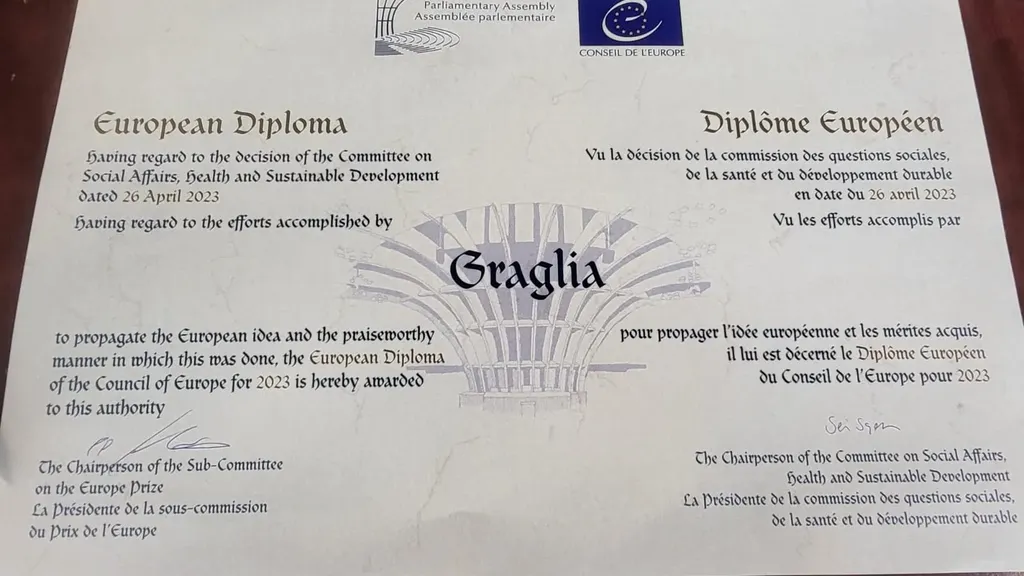 Parliamentary Assembly
Assemblée parlementaire
CONSEIL DE L'EUROPE
European Diploma
Having regard to the decision of the Committee on
Social Affairs, Health and Sustainable Development
dated 26 April 2023
Having regard to the efforts accomplished by
Diplôme Européen
Vu la décision de la commission des questions sociales,
de la santé et du développement durable
en date du 26 avril 2023
Vu les efforts accomplis par
Graglia
to propagate the European idea and the praiseworthy
manner in which this was done, the European Diploma
of the Council of Europe for 2023 is hereby awarded
to this authority
pour propager l'idée européenne et les mérites acquis,
il lui est décerné le Diplôme Européen
du Conseil de l'Europe pour 2023
The Chairperson of the Sub-Committee
on the Europe Prize
La Présidente de la sous-commission
du Prix de l'Europe
The Chairperson of the Committee on Social Affairs,
Health and Sustainable Development
La Présidente de la commission des questions sociales,
de la santé et du développement durable